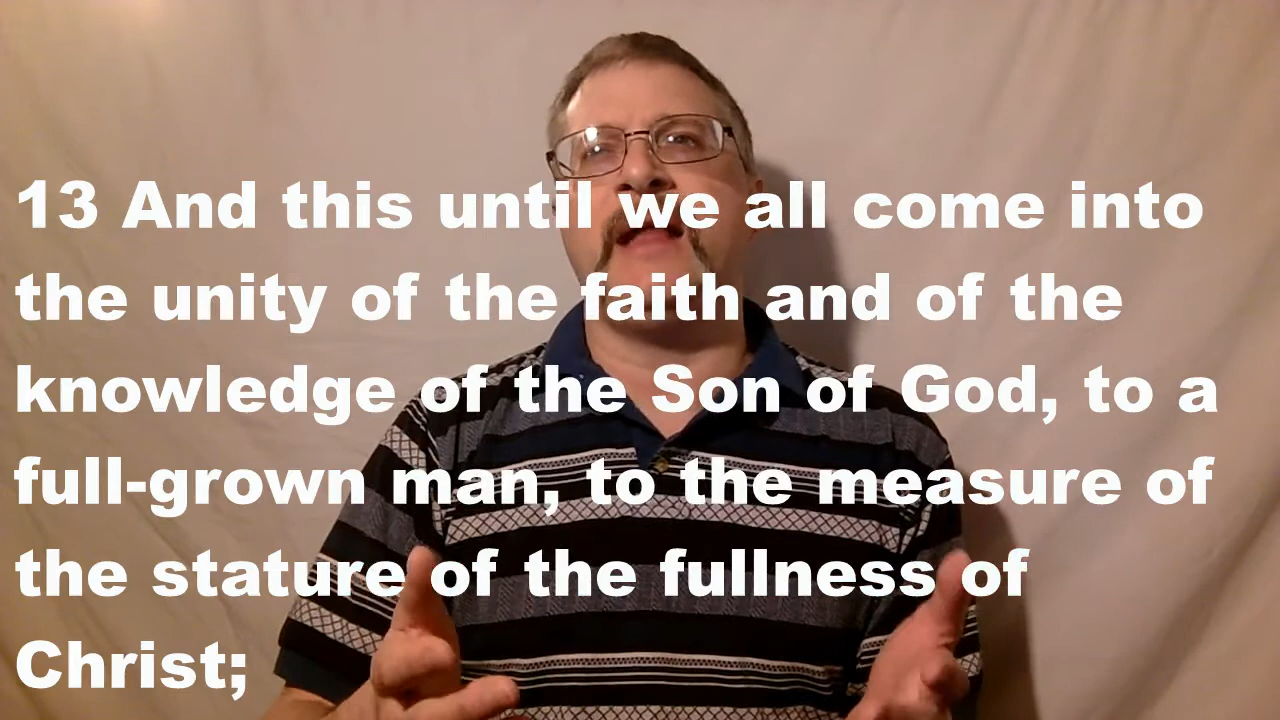 13 And this until we all come into
the unity of the faith and of the
knowledge of the Son of God, to a
full-grown man, to the measure of
the stature of the fullness of
Christ;